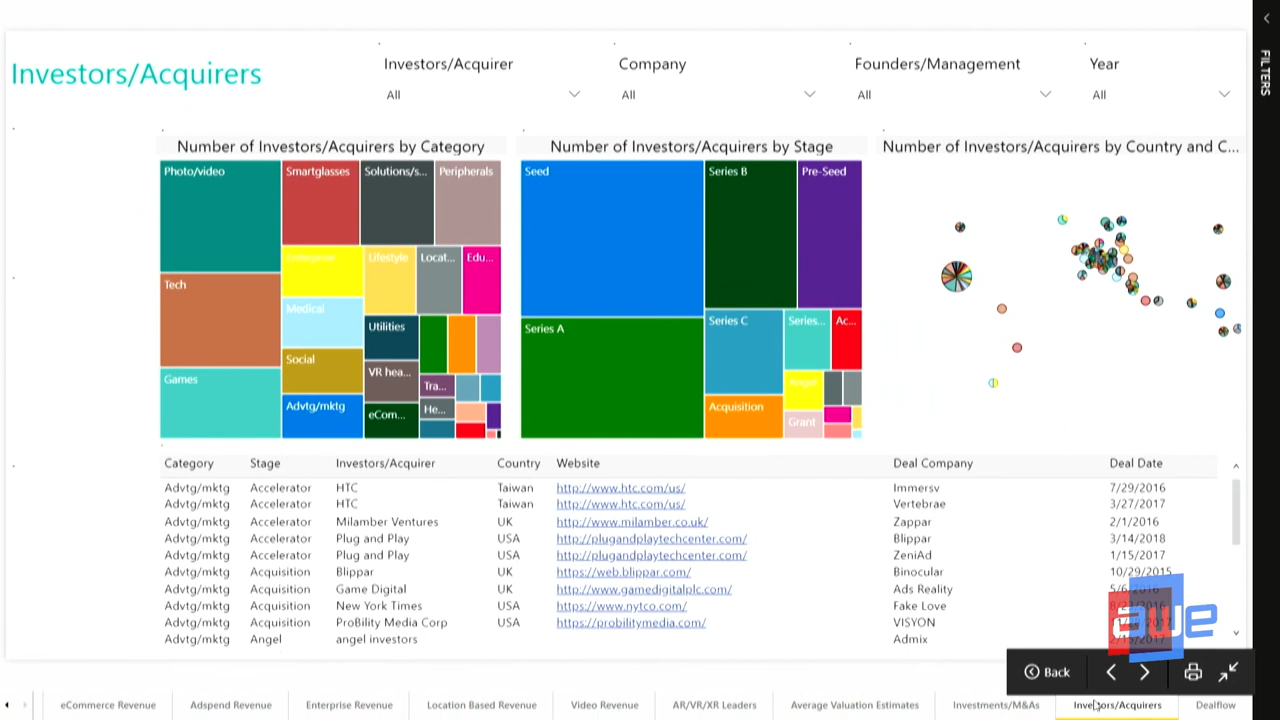 Investors/Acquirers
Investors/Acquirer
Company
Founders/Management
Year
All
All
All
All
FILTERS
Number of Investors/Acquirers by Category
Number of Investors/Acquirers by Stage
Number of Investors/Acquirers by Country and C...
Photo/video
Smartglasses
Solutions/s...
Peripherals
Tech
Enterprise
Lifestyle
Locat...
Edu...
Medical
Utilities
Social
VR hea...
Games
Tra...
Advtg/mktg
eCom...
He...
Seed
Series B
Pre-Seed
Series A
Series C
Series...
Ac...
Angel
Acquisition
Grant
Category Stage Investors/Acquirer Country Website Deal Company Deal Date
Advtg/mktg Accelerator HTC Taiwan http://www.htc.com/us/ Immersv 7/29/2016
Advtg/mktg Accelerator HTC Taiwan http://www.htc.com/us/ Vertebrae 3/27/2017
Advtg/mktg Accelerator Milamber Ventures UK http://www.milamber.co.uk/ Zappar 2/1/2016
Advtg/mktg Accelerator Plug and Play USA http://plugandplaytechcenter.com/ Blippar 3/14/2018
Advtg/mktg Accelerator Plug and Play USA http://plugandplaytechcenter.com/ ZeniAd 1/15/2017
Advtg/mktg Acquisition Blippar UK https://web.blippar.com/ Binocular 10/29/2015
Advtg/mktg Acquisition Game Digital UK http://www.gamedigitalplc.com/ Ads Reality
Advtg/mktg Acquisition New York Times USA https://www.nytco.com/ Fake Love
Advtg/mktg Acquisition ProBility Media Corp USA https://probilitymedia.com/ VISYON
Advtg/mktg Angel angel investors Admix
awe
Back
eCommerce Revenue
Adspend Revenue
Enterprise Revenue
Location Based Revenue
Video Revenue
AR/VR/XR Leaders
Average Valuation Estimates
Investments/M&As
Investors/Acquirers
Dealflow